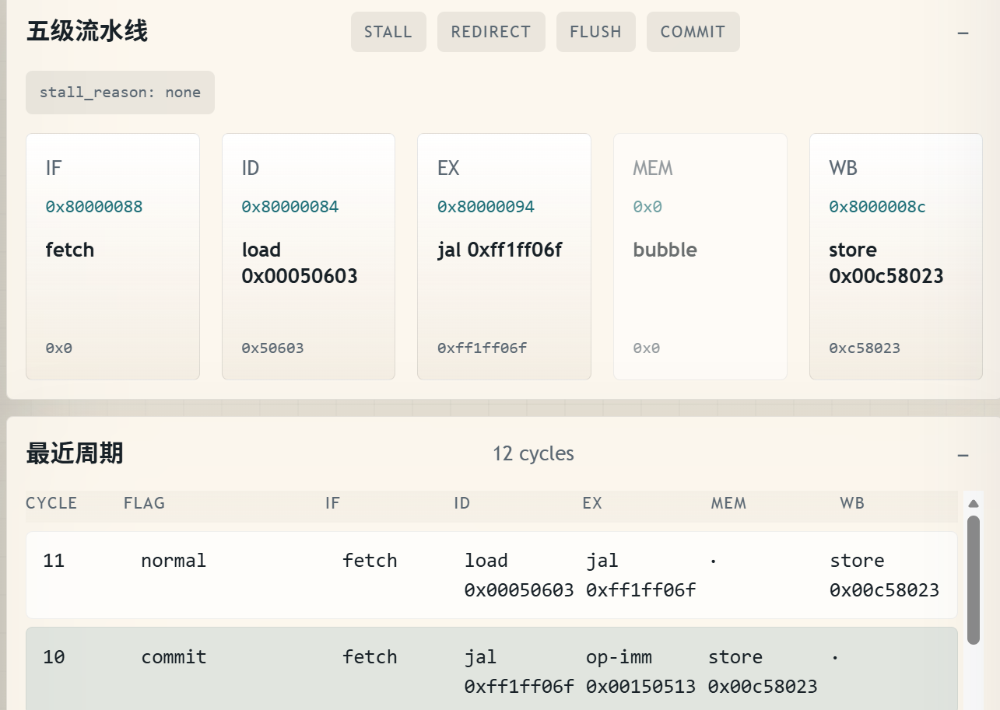 五级流水线 STALL REDIRECT FLUSH COMMIT –
stall_reason: none
IF ID EX MEM WB
0x80000088 0x80000084 0x80000094 0x0 0x8000008c
fetch load jal 0xff1ff06f bubble store
0x00050603 0x00c58023
0x0 0x50603 0xff1ff06f 0x0 0xc58023
最近周期 12 cycles –
CYCLE FLAG IF ID EX MEM WB
11 normal fetch load jal · store
0x00050603 0xff1ff06f 0x00c58023
10 commit fetch jal op-imm store ·
0xff1ff06f 0x00150513 0x00c58023